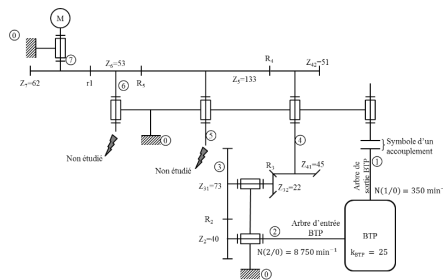 M
0
7
Z₆=53
R₄
Z₄₂=51
Z₇=62
r1
R₅
Z₅=133
6
0
5
4
Non étudié
Non étudié
3
Symbole d'un
accouplement
1
Arbre de
sortie BTP
R₃
Z₄₁=45
Z₃₁=73
Z₃₂=22
N(1/0) = 350 min⁻¹
R₂
Arbre d'entrée
BTP
Z₂=40
2
N(2/0) = 8 750 min⁻¹
BTP
k_BTP = 25
0